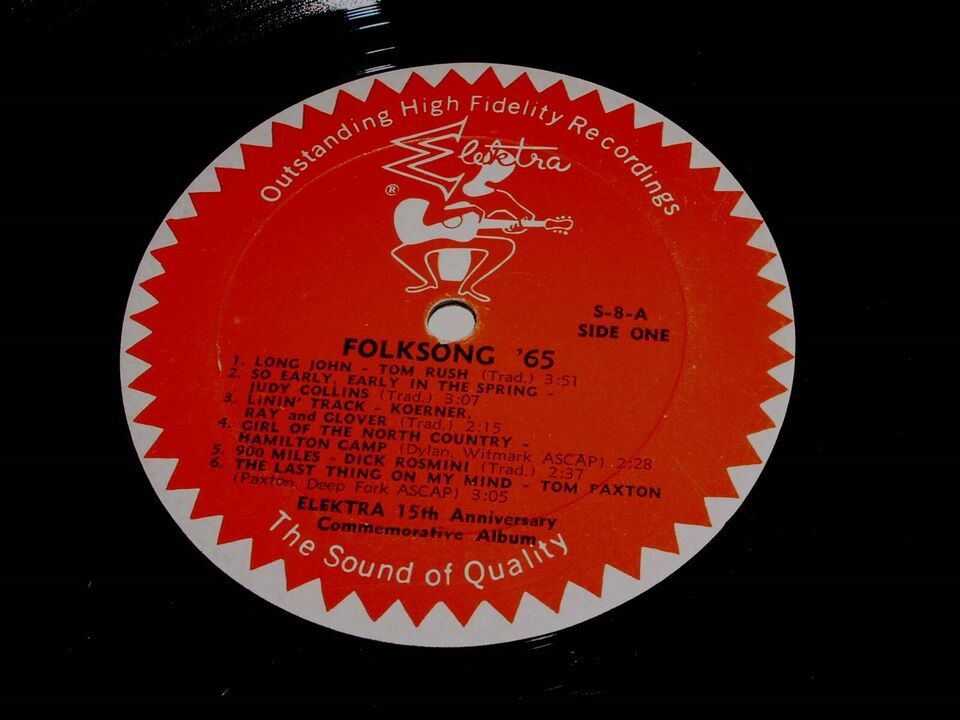 Outstanding High Fidelity Recordings
Elektra
®
S-8-A
SIDE ONE
FOLKSONG '65
1. LONG JOHN - TOM RUSH (Trad.) 3:51
2. SO EARLY, EARLY IN THE SPRING -
JUDY COLLINS (Trad.) 3:07
3. LININ' TRACK - KOERNER,
RAY and GLOVER (Trad.) 2:15
4. GIRL OF THE NORTH COUNTRY -
HAMILTON CAMP (Dylan, Witmark ASCAP) 2:28
5. 900 MILES - DICK ROSMINI (Trad.) 2:37
6. THE LAST THING ON MY MIND - TOM PAXTON
(Paxton, Deep Fork ASCAP) 3:05
ELEKTRA 15th Anniversary
Commemorative Album
The Sound of Quality